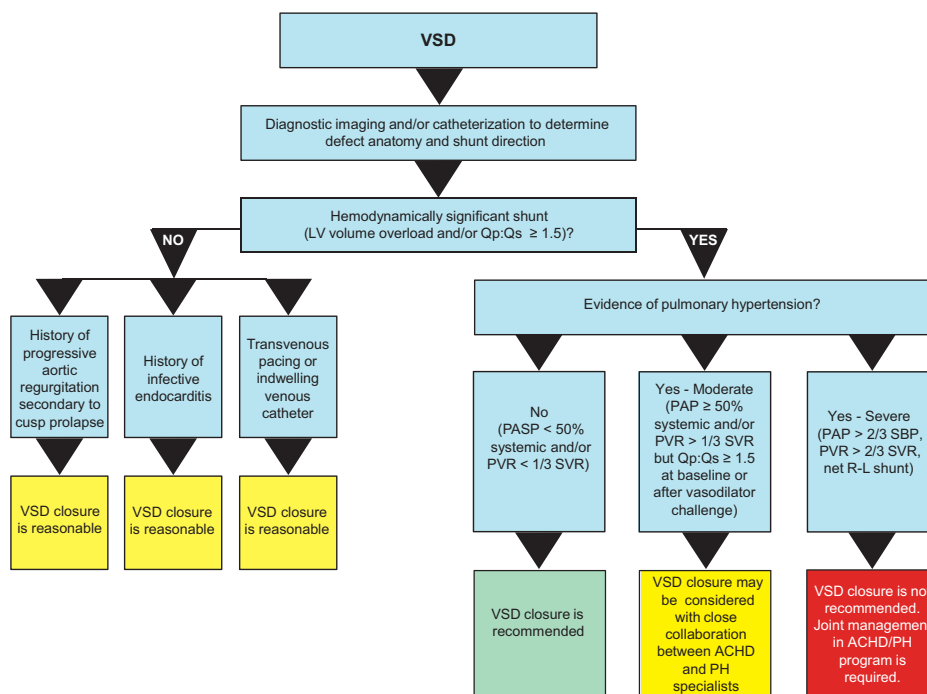 VSD
Diagnostic imaging and/or catheterization to determine
defect anatomy and shunt direction
Hemodynamically significant shunt
(LV volume overload and/or Qp:Qs ≥ 1.5)?
NO
YES
History of
progressive
aortic
regurgitation
secondary to
cusp prolapse
History of
infective
endocarditis
Transvenous
pacing or
indwelling
venous
catheter
VSD closure
is reasonable
VSD closure
is reasonable
VSD closure
is reasonable
Evidence of pulmonary hypertension?
No
(PASP < 50%
systemic and/or
PVR < 1/3 SVR)
Yes - Moderate
(PAP ≥ 50%
systemic and/or
PVR > 1/3 SVR
but Qp:Qs ≥ 1.5
at baseline or
after vasodilator
challenge)
Yes - Severe
(PAP > 2/3 SBP,
PVR > 2/3 SVR,
net R-L shunt)
VSD closure is
recommended
VSD closure may
be considered
with close
collaboration
between ACHD
and PH
specialists
VSD closure is no
recommended.
Joint managemen
in ACHD/PH
program is
required.